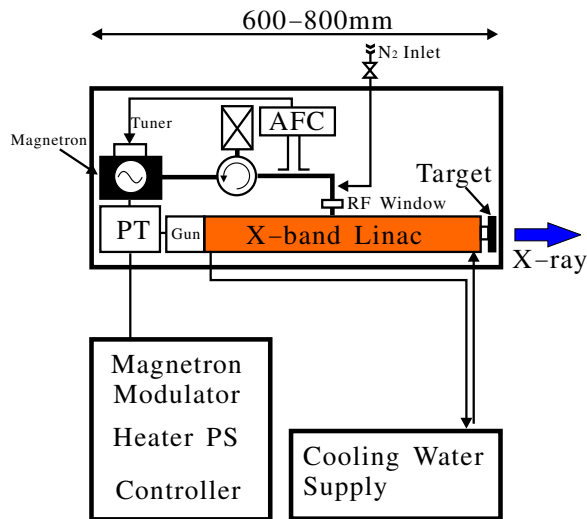 600-800mm
N2 Inlet
Tuner
AFC
Magnetron
RF Window
Target
PT
Gun
X-band Linac
X-ray
Magnetron
Modulator
Heater PS
Controller
Cooling Water
Supply